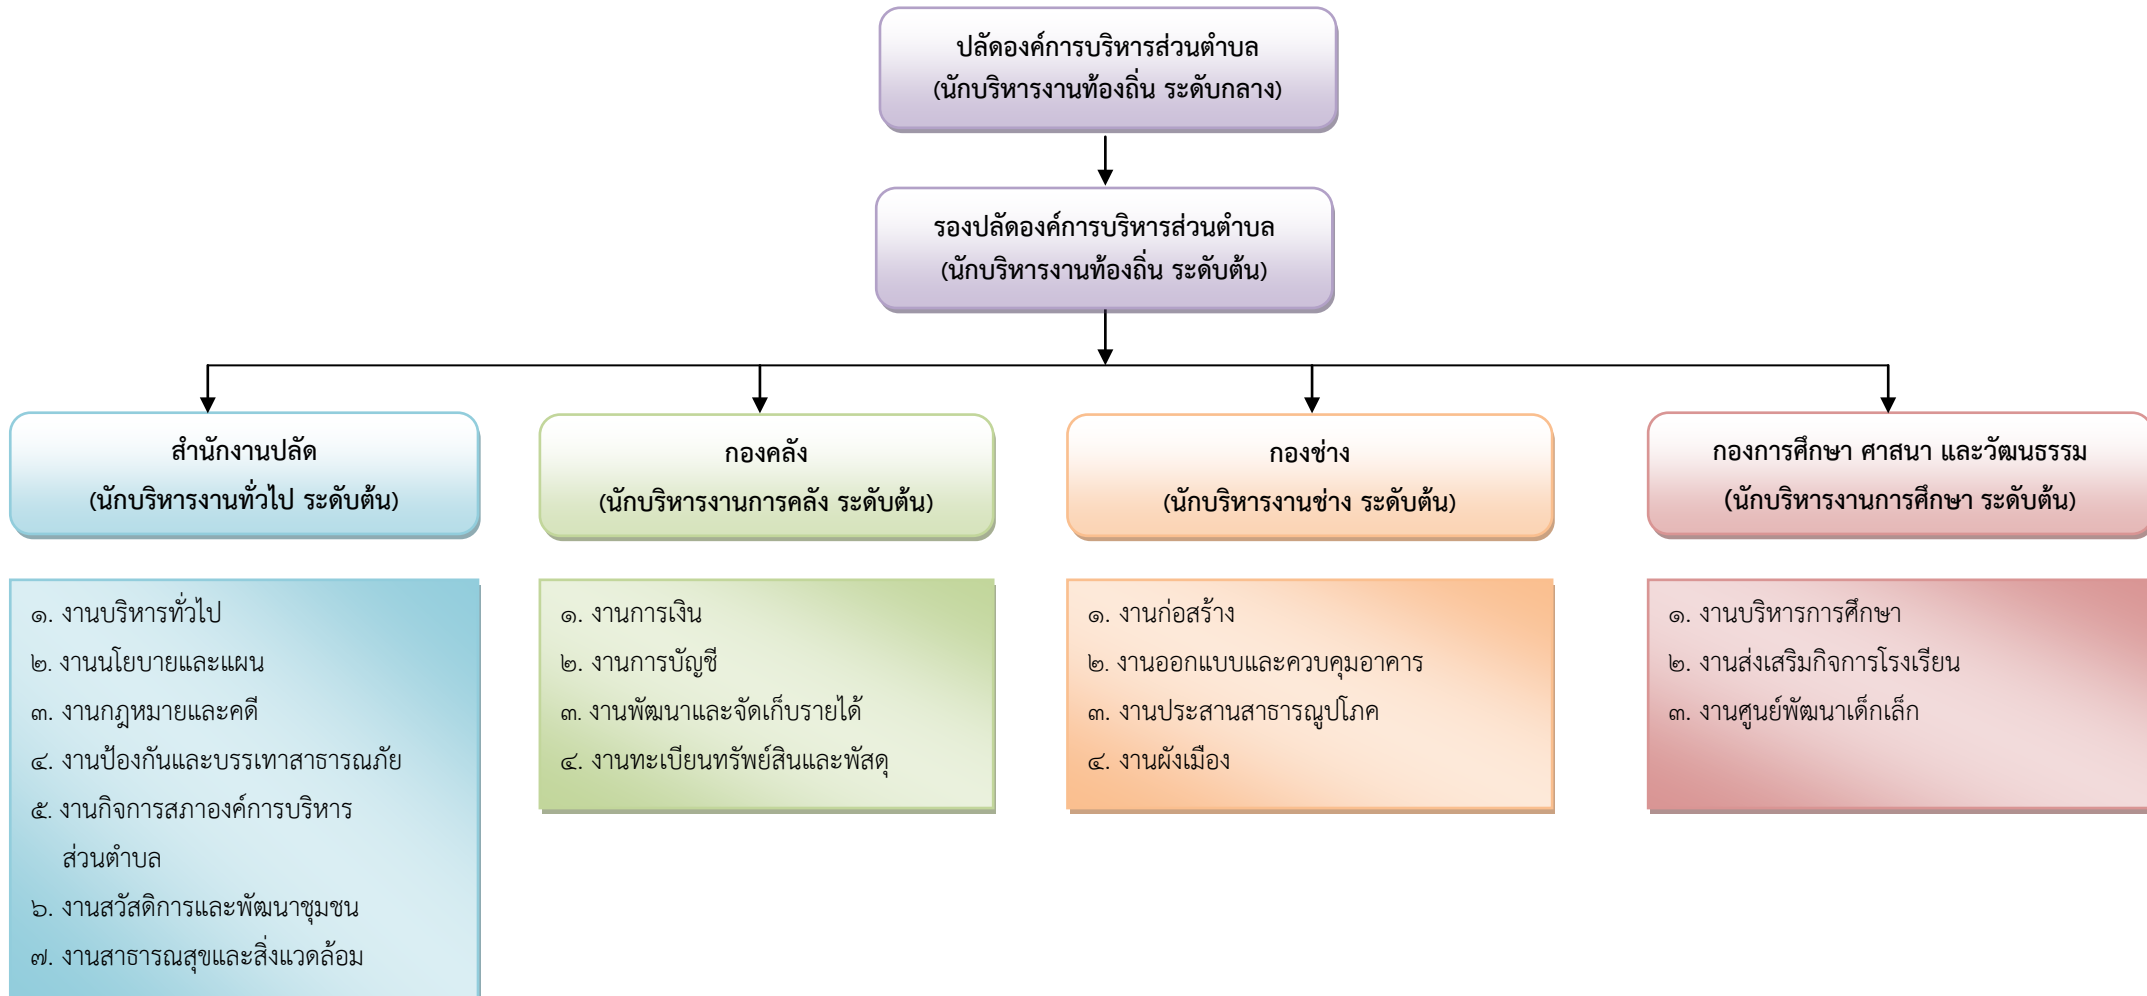 ปลัดองค์การบริหารส่วนตำบล
(นักบริหารงานท้องถิ่น ระดับกลาง)
รองปลัดองค์การบริหารส่วนตำบล
(นักบริหารงานท้องถิ่น ระดับต้น)
สำนักงานปลัด
(นักบริหารงานทั่วไป ระดับต้น)
กองคลัง
(นักบริหารงานการคลัง ระดับต้น)
กองช่าง
(นักบริหารงานช่าง ระดับต้น)
กองการศึกษา ศาสนา และวัฒนธรรม
(นักบริหารงานการศึกษา ระดับต้น)
๑. งานบริหารทั่วไป
๒. งานนโยบายและแผน
๓. งานกฎหมายและคดี
๔. งานป้องกันและบรรเทาสาธารณภัย
๕. งานกิจการสภาองค์การบริหาร
ส่วนตำบล
๖. งานสวัสดิการและพัฒนาชุมชน
๗. งานสาธารณสุขและสิ่งแวดล้อม
๑. งานการเงิน
๒. งานการบัญชี
๓. งานพัฒนาและจัดเก็บรายได้
๔. งานทะเบียนทรัพย์สินและพัสดุ
๑. งานก่อสร้าง
๒. งานออกแบบและควบคุมอาคาร
๓. งานประสานสาธารณูปโภค
๔. งานผังเมือง
๑. งานบริหารการศึกษา
๒. งานส่งเสริมกิจการโรงเรียน
๓. งานศูนย์พัฒนาเด็กเล็ก